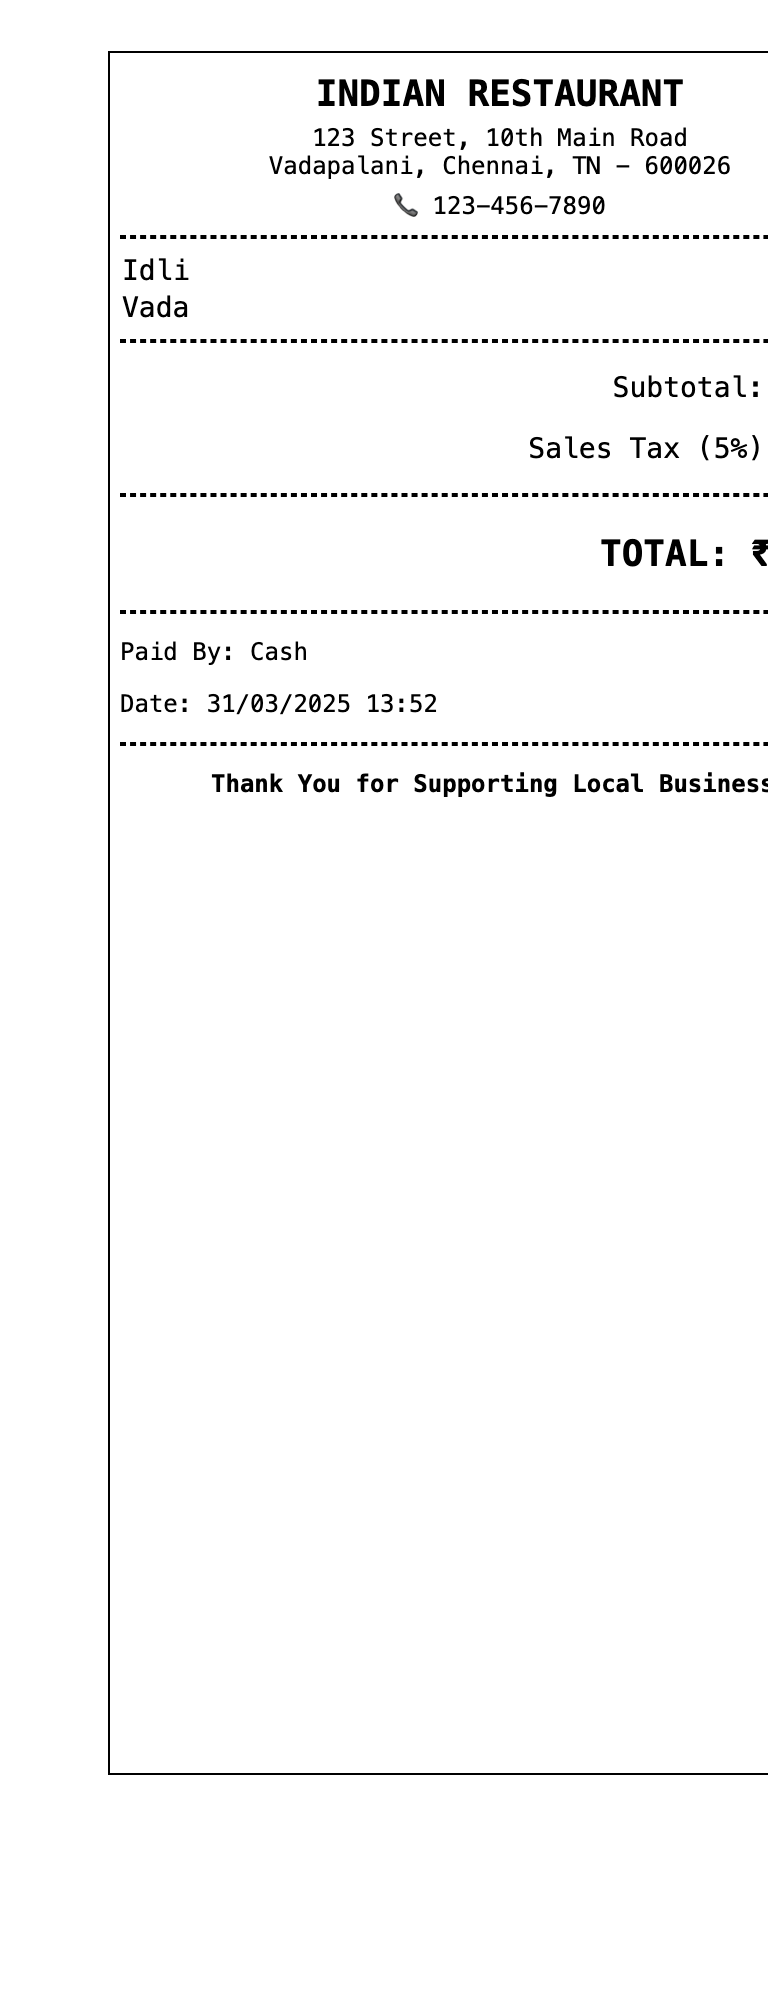 INDIAN RESTAURANT
123 Street, 10th Main Road
Vadapalani, Chennai, TN – 600026
📞 123–456–7890
Idli
Vada
Subtotal:
Sales Tax (5%)
TOTAL: ₹
Paid By: Cash
Date: 31/03/2025 13:52
Thank You for Supporting Local Business